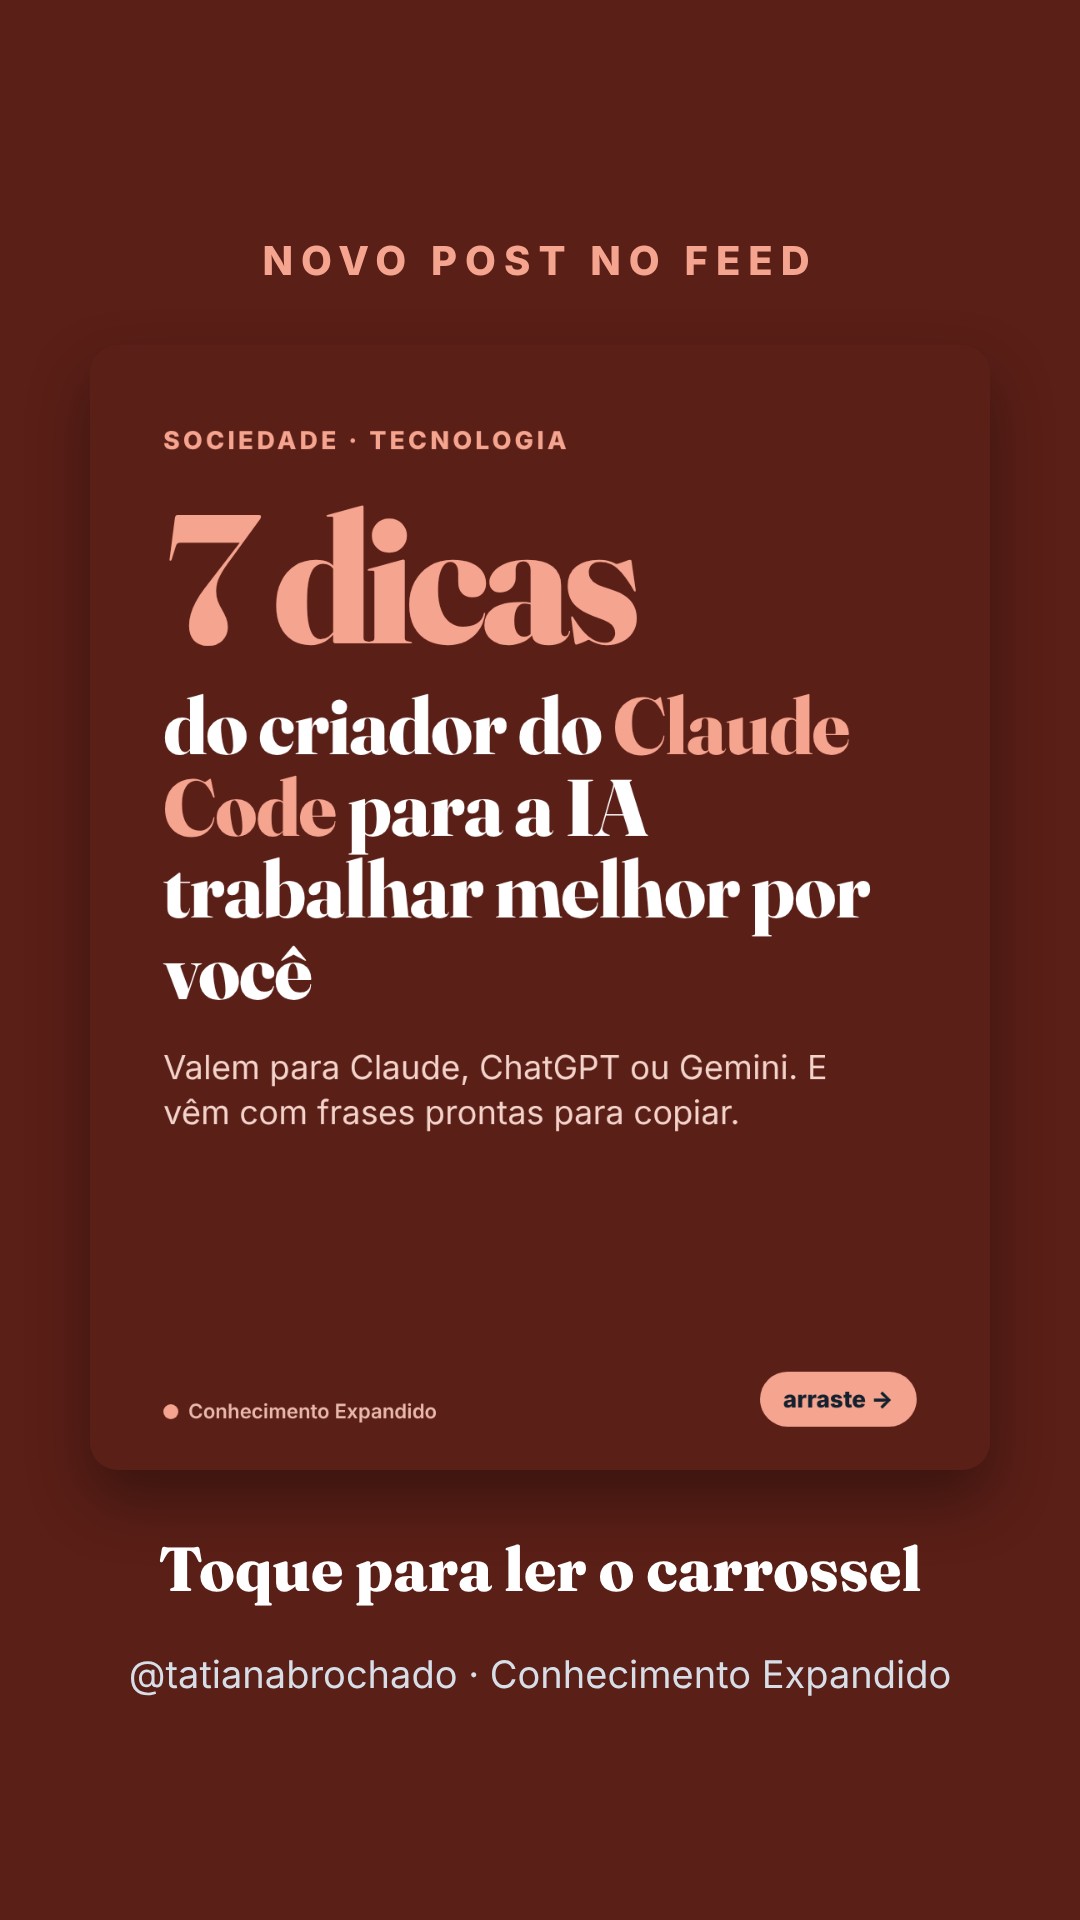 NOVO POST NO FEED
SOCIEDADE · TECNOLOGIA
7 dicas
do criador do Claude
Code para a IA
trabalhar melhor por
você
Valem para Claude, ChatGPT ou Gemini. E
vêm com frases prontas para copiar.
Conhecimento Expandido
arraste →
Toque para ler o carrossel
@tatianabrochado · Conhecimento Expandido